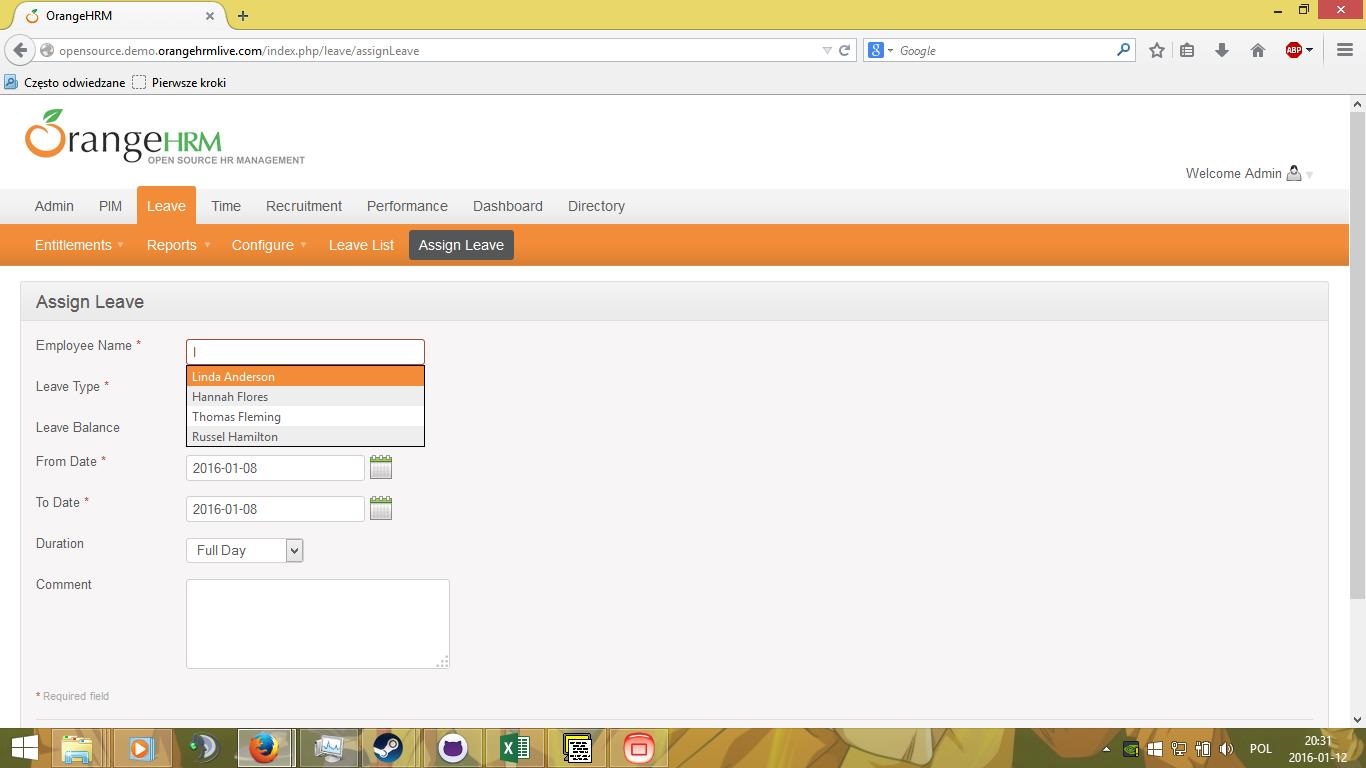 OrangeHRM
opensource.demo.orangehrmlive.com/index.php/leave/assignLeave
Google
ABP
Często odwiedzane
Pierwsze kroki
OrangeHRM
OPEN SOURCE HR MANAGEMENT
Welcome Admin
Admin PIM Leave Time Recruitment Performance Dashboard Directory
Entitlements Reports Configure Leave List Assign Leave
Assign Leave
Employee Name *
l
Linda Anderson
Leave Type *
Hannah Flores
Thomas Fleming
Leave Balance
Russel Hamilton
From Date * 2016-01-08
To Date * 2016-01-08
Duration Full Day
Comment
* Required field
POL
20:31
2016-01-12